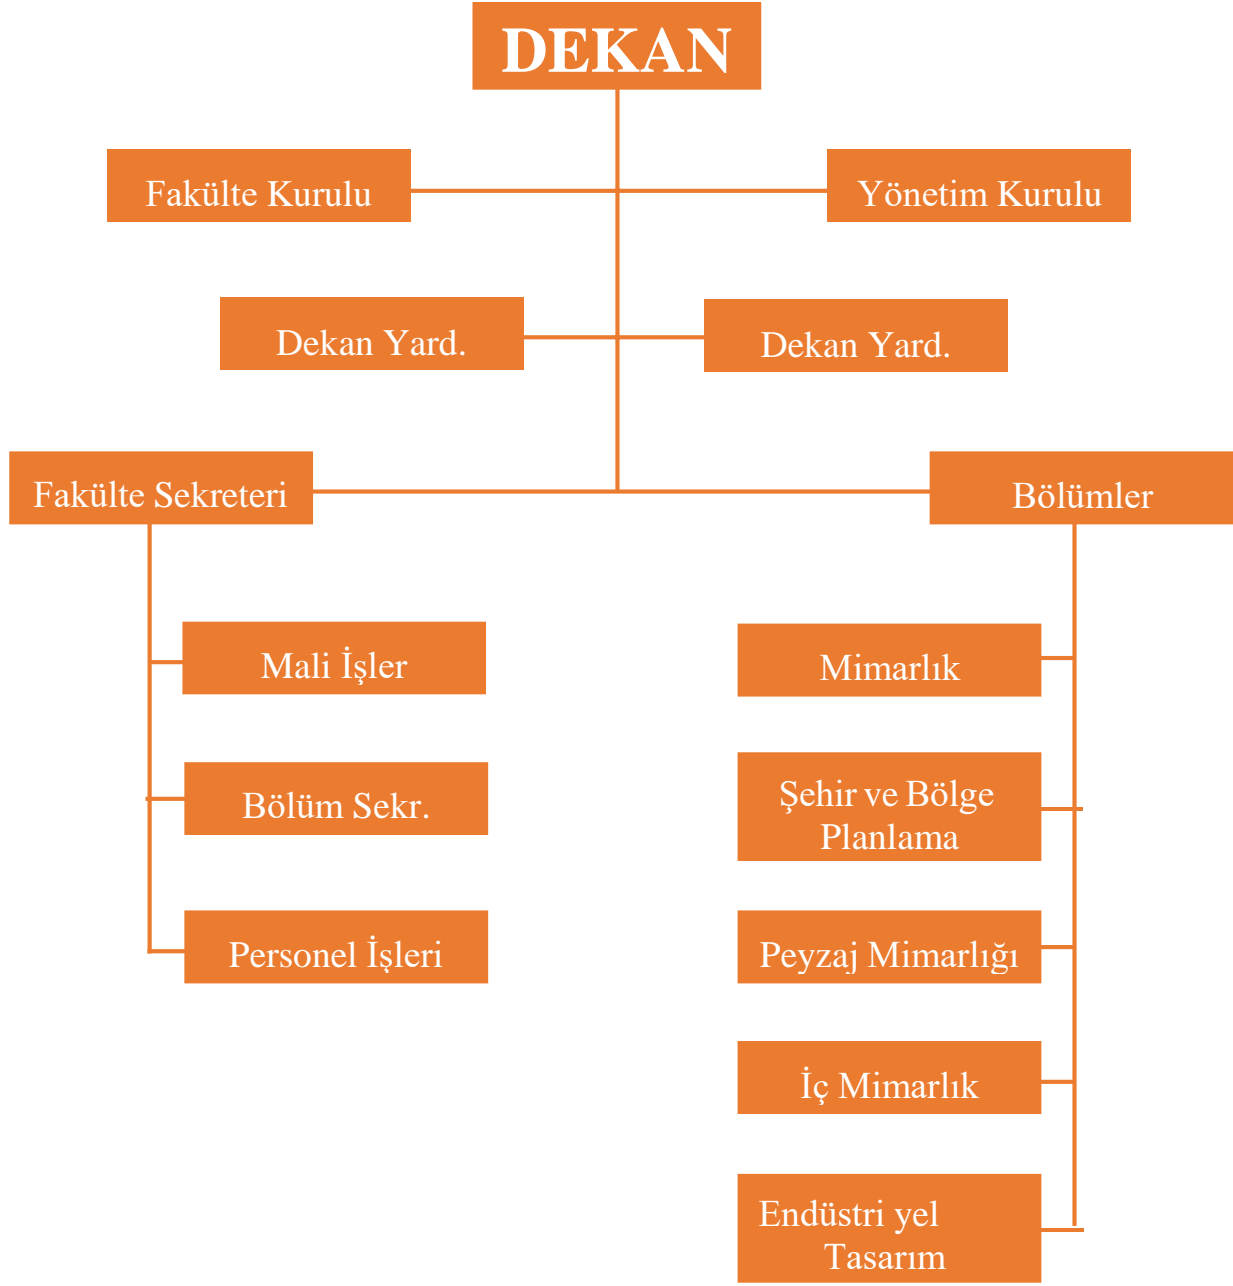 DEKAN
Fakülte Kurulu
Yönetim Kurulu
Dekan Yard.
Dekan Yard.
Fakülte Sekreteri
Bölümler
Mali İşler
Bölüm Sekr.
Personel İşleri
Mimarlık
Şehir ve Bölge
Planlama
Peyzaj Mimarlığı
İç Mimarlık
Endüstri yel
Tasarım